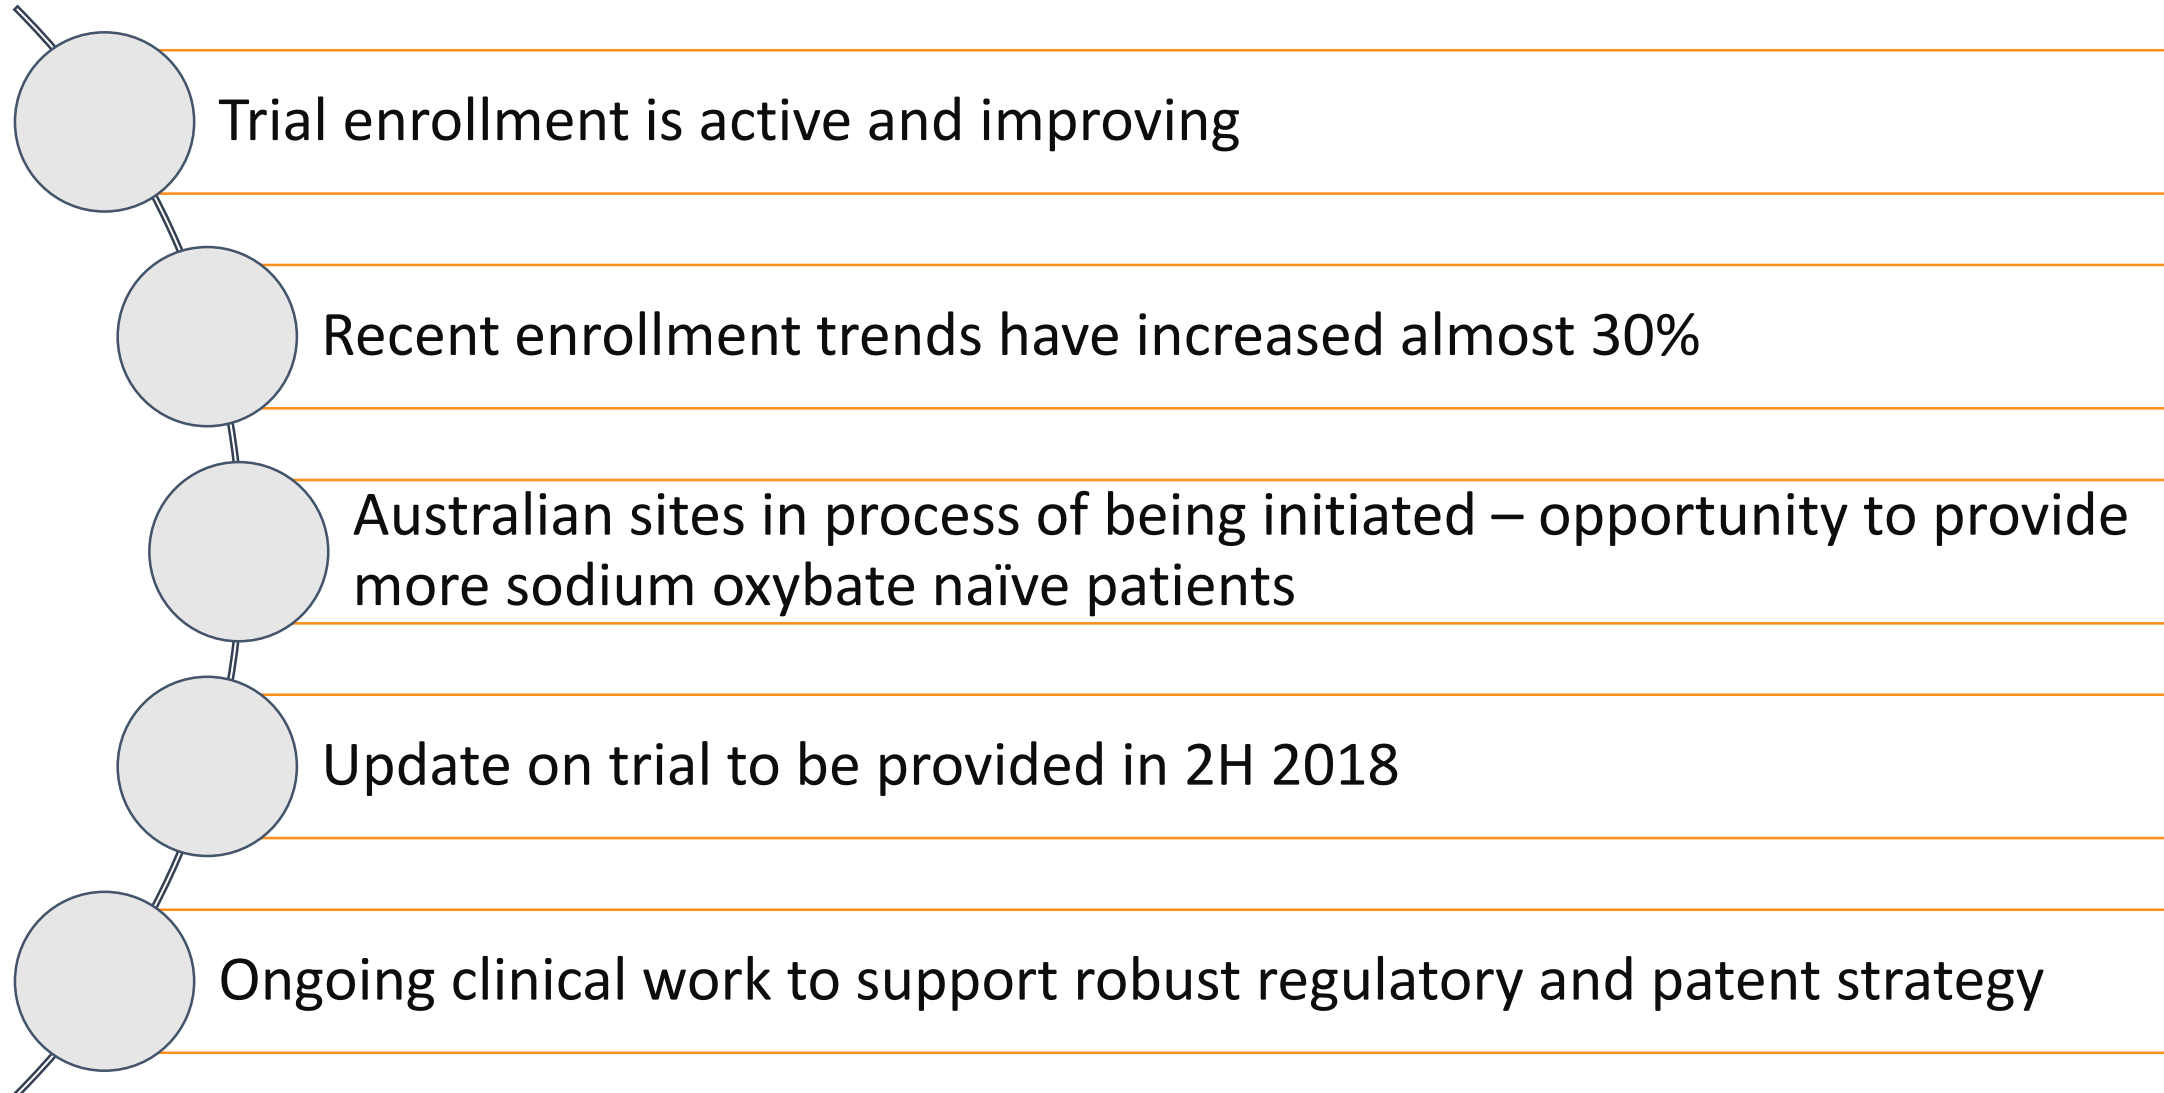 Trial enrollment is active and improving
Recent enrollment trends have increased almost 30%
Australian sites in process of being initiated – opportunity to provide
more sodium oxybate naïve patients
Update on trial to be provided in 2H 2018
Ongoing clinical work to support robust regulatory and patent strategy